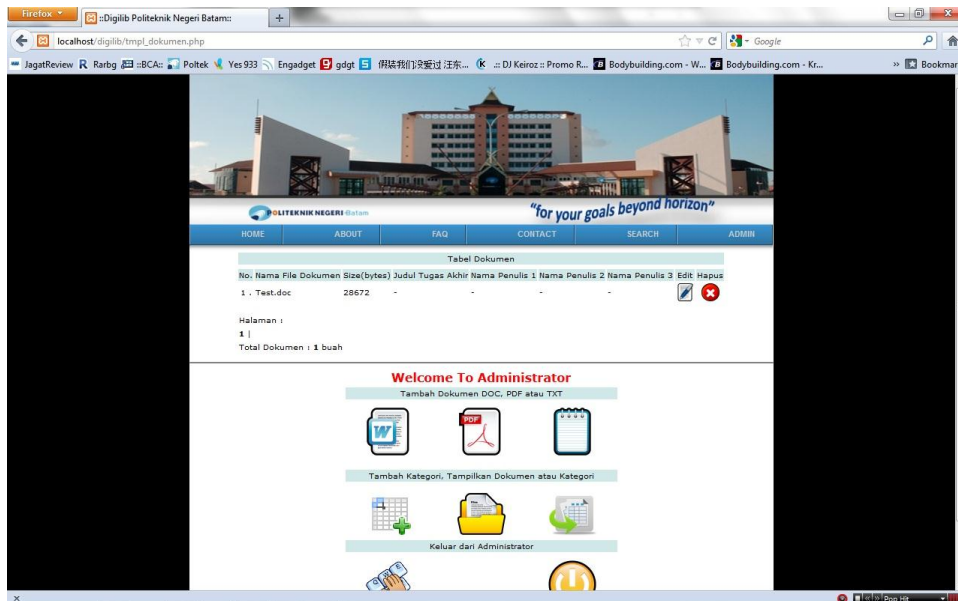 Firefox
::Digilib Politeknik Negeri Batam::
localhost/digilib/tmpl_dokumen.php
Google
JagatReview Rarbg ::BCA:: Poltek Yes 933 Engadget gdgt 假装我们没爱过 汪东... .:: DJ Keiroz :: Promo R... Bodybuilding.com - W... Bodybuilding.com - Kr... » Bookmar
POLITEKNIK NEGERI Batam
"for your goals beyond horizon"
HOME ABOUT FAQ CONTACT SEARCH ADMIN
Tabel Dokumen
No. Nama File Dokumen Size(bytes) Judul Tugas Akhir Nama Penulis 1 Nama Penulis 2 Nama Penulis 3 Edit Hapus
1 . Test.doc 28672 - - - -
Halaman :
1 |
Total Dokumen : 1 buah
Welcome To Administrator
Tambah Dokumen DOC, PDF atau TXT
W PDF
Tambah Kategori, Tampilkan Dokumen atau Kategori
Keluar dari Administrator
Q W E
Pop Hit